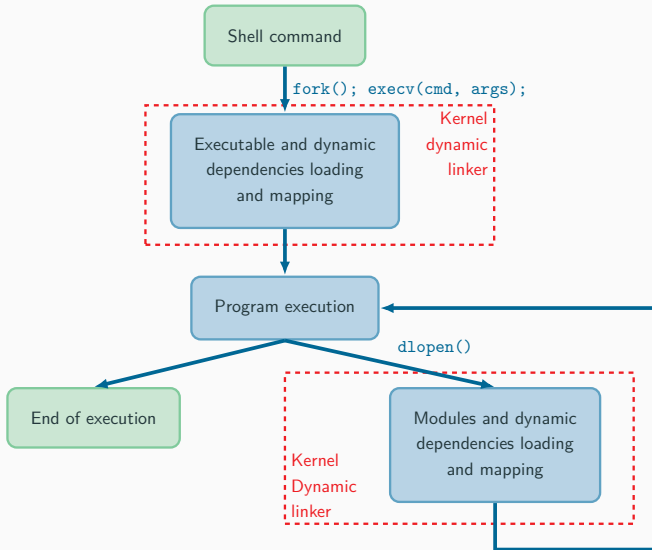 Shell command
fork(); execv(cmd, args);
Kernel
dynamic
linker
Executable and dynamic
dependencies loading
and mapping
Program execution
dlopen()
End of execution
Modules and dynamic
dependencies loading
and mapping
Kernel
Dynamic
linker